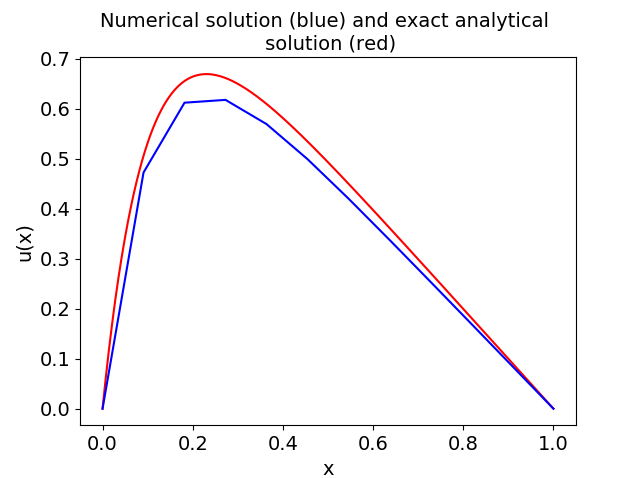 Numerical solution (blue) and exact analytical
solution (red)
0.7
0.6
0.5
0.4
0.3
0.2
0.1
0.0
u(x)
0.0 0.2 0.4 0.6 0.8 1.0
x